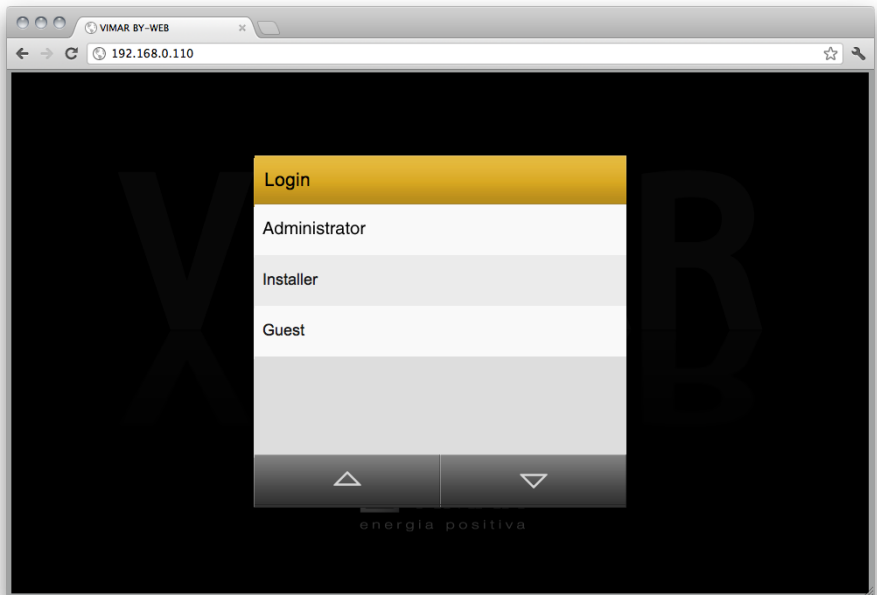 VIMAR BY-WEB
192.168.0.110
Login
Administrator
Installer
Guest
energia positiva